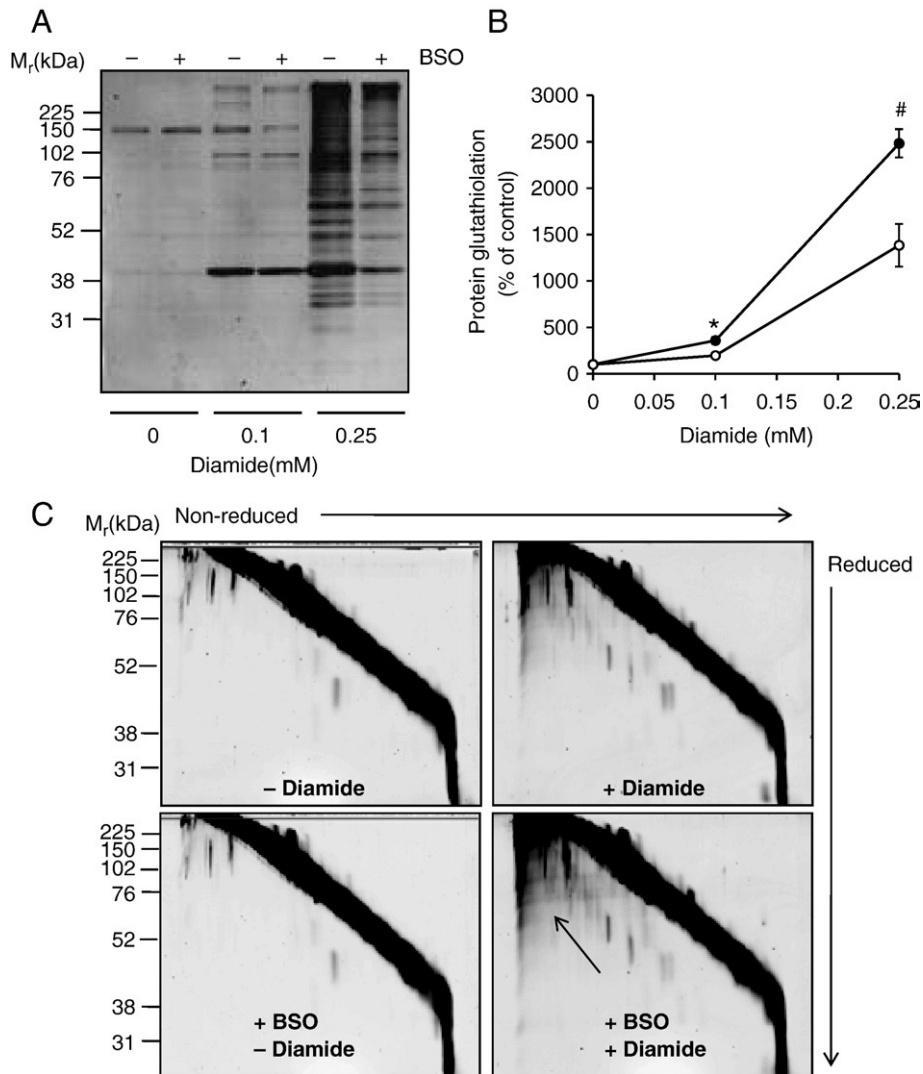 A
B
M_r(kDa) – + – + – + BSO
225
150
102
76
52
38
31
0 0.1 0.25
Diamide(mM)
Protein glutathiolation
(% of control)
3000
2500
2000
1500
1000
500
0
#
*
0 0.05 0.1 0.15 0.2 0.25
Diamide (mM)
C
M_r(kDa)
Non-reduced
Reduced
225
150
102
76
52
38
31
– Diamide
+ Diamide
225
150
102
76
52
38
31
+ BSO
– Diamide
+ BSO
+ Diamide